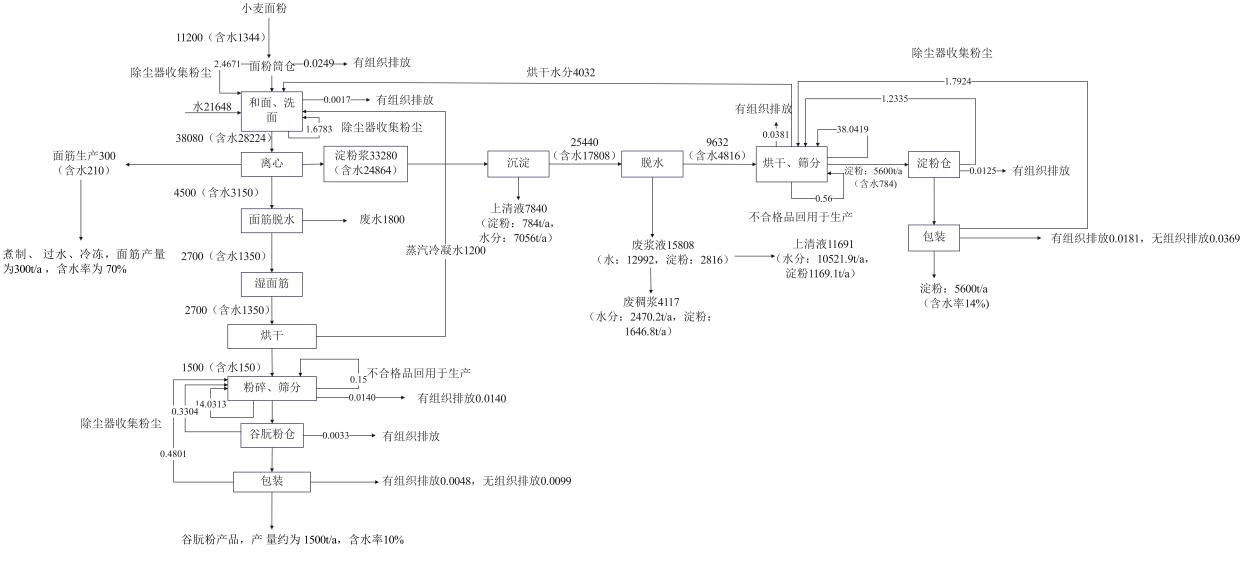 小麦面粉
11200（含水1344）
除尘器收集粉尘
2.4671
面粉筒仓
0.0249
有组织排放
烘干水分4032
除尘器收集粉尘
1.7924
1.2335
水21648
和面、洗
面
0.0017
有组织排放
1.6783
除尘器收集粉尘
38080（含水28224）
有组织排放
0.0381
38.0419
面筋生产300
（含水210）
离心
淀粉浆33280
（含水24864）
沉淀
25440
（含水17808）
脱水
9632
（含水4816）
烘干、筛分
淀粉：5600t/a
（含水784）
淀粉仓
0.0125
有组织排放
0.56
不合格品回用于生产
4500（含水3150）
面筋脱水
废水1800
上清液7840
（淀粉：784t/a，
水分：7056t/a）
包装
有组织排放0.0181，无组织排放0.0369
煮制、过水、冷冻，面筋产量
为300t/a，含水率为 70%
2700（含水1350）
蒸汽冷凝水1200
废浆液15808
（水：12992，淀粉：2816）
上清液11691
（水分：10521.9t/a，
淀粉1169.1t/a）
湿面筋
淀粉：5600t/a
（含水率14%）
2700（含水1350）
废稠浆4117
（水分：2470.2t/a，淀粉：
1646.8t/a）
烘干
1500（含水150）
粉碎、筛分
0.15
不合格品回用于生产
0.0140
有组织排放0.0140
14.0313
0.3304
除尘器收集粉尘
谷朊粉仓
0.0033
有组织排放
0.4801
包装
有组织排放0.0048，无组织排放0.0099
谷朊粉产品，产 量约为 1500t/a，含水率10%